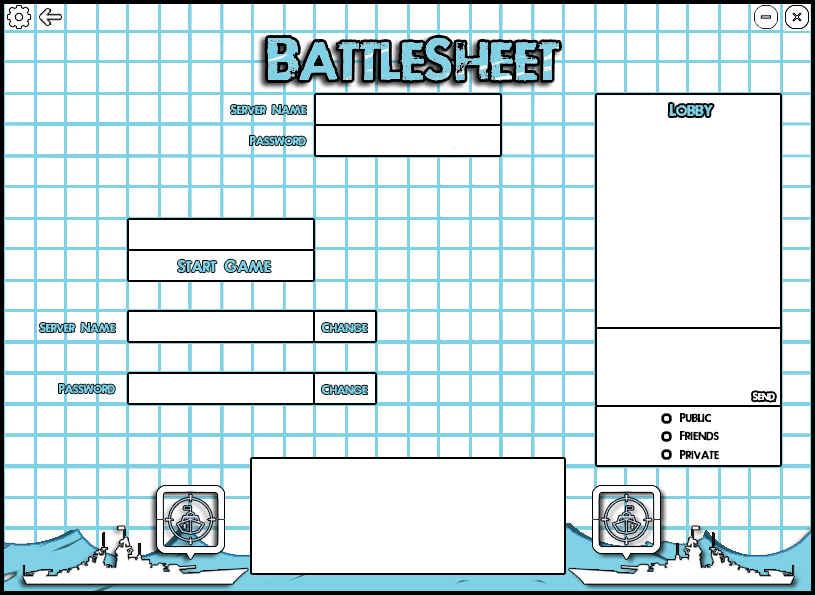 BattleSheet
Server Name
Password
Lobby
Start Game
Server Name
Change
Password
Change
Send
Public
Friends
Private